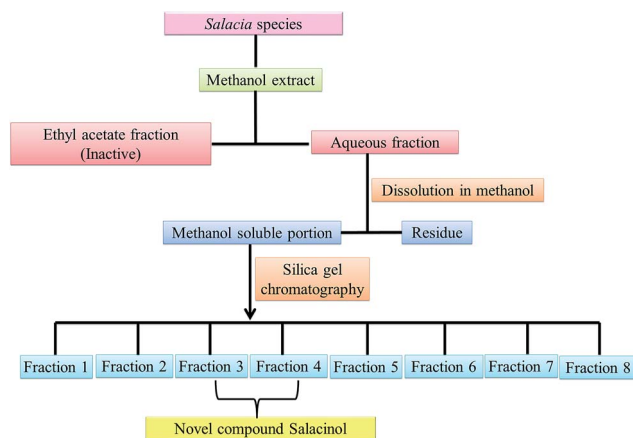 Salacia species
Methanol extract
Ethyl acetate fraction
(Inactive)
Aqueous fraction
Dissolution in methanol
Methanol soluble portion
Residue
Silica gel
chromatography
Fraction 1
Fraction 2
Fraction 3
Fraction 4
Fraction 5
Fraction 6
Fraction 7
Fraction 8
Novel compound Salacinol